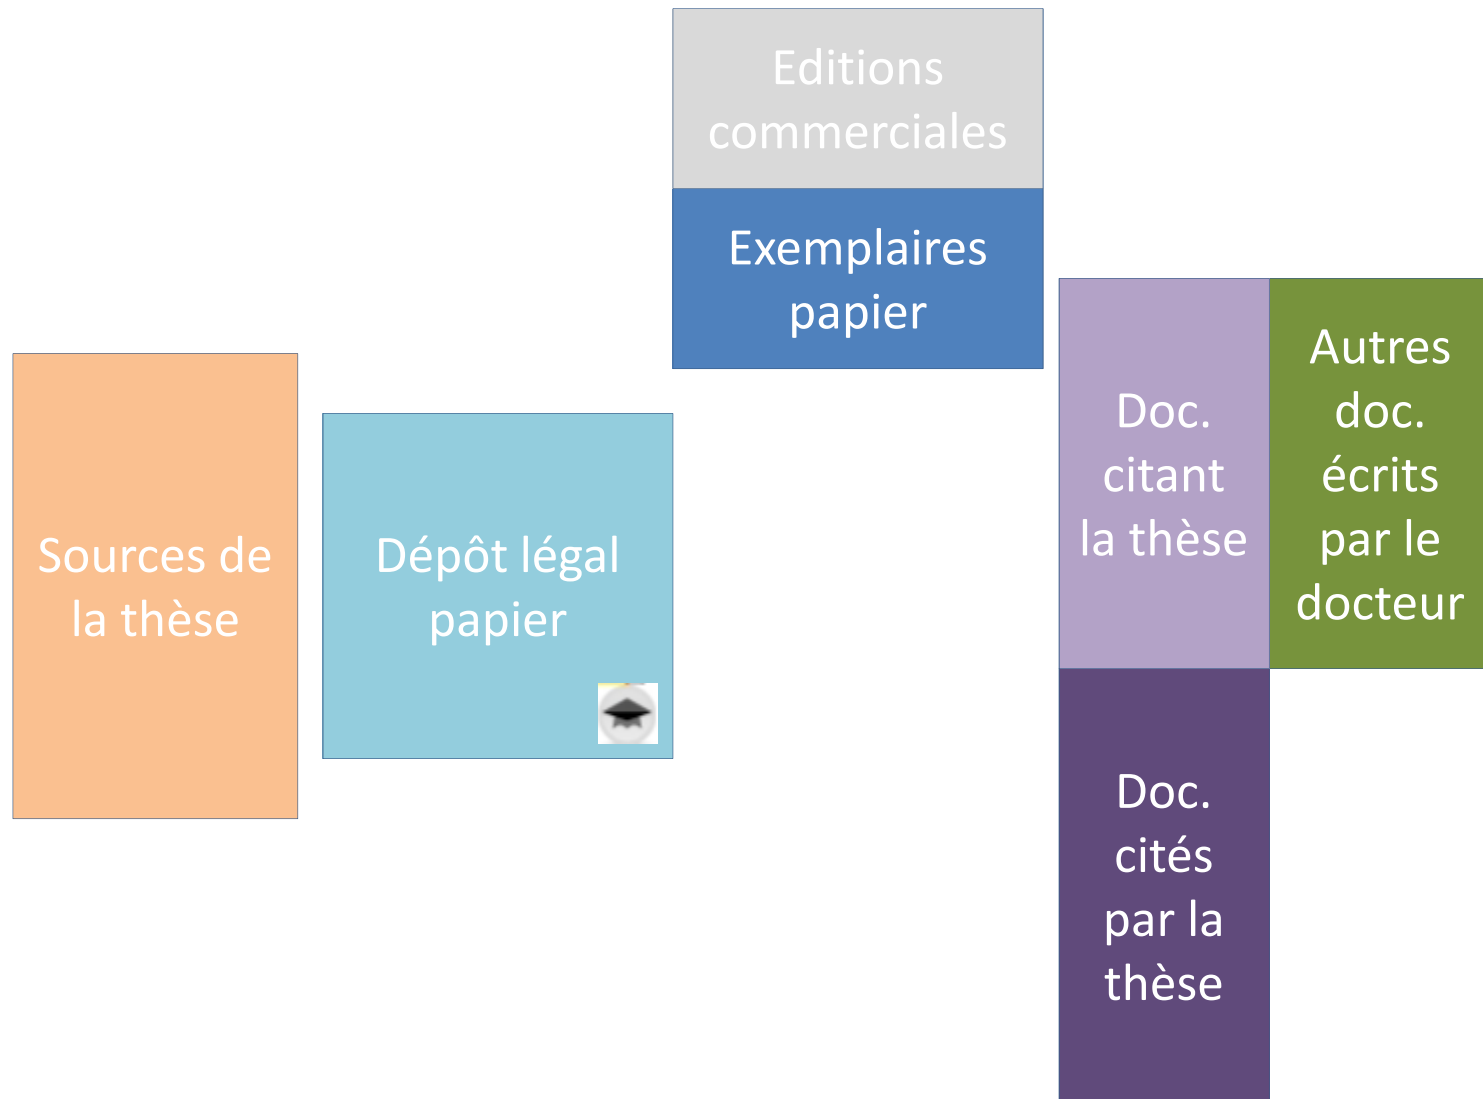 Editions
commerciales
Exemplaires
papier
Sources de
la thèse
Dépôt légal
papier
Doc.
citant
la thèse
Autres
doc.
écrits
par le
docteur
Doc.
cités
par la
thèse